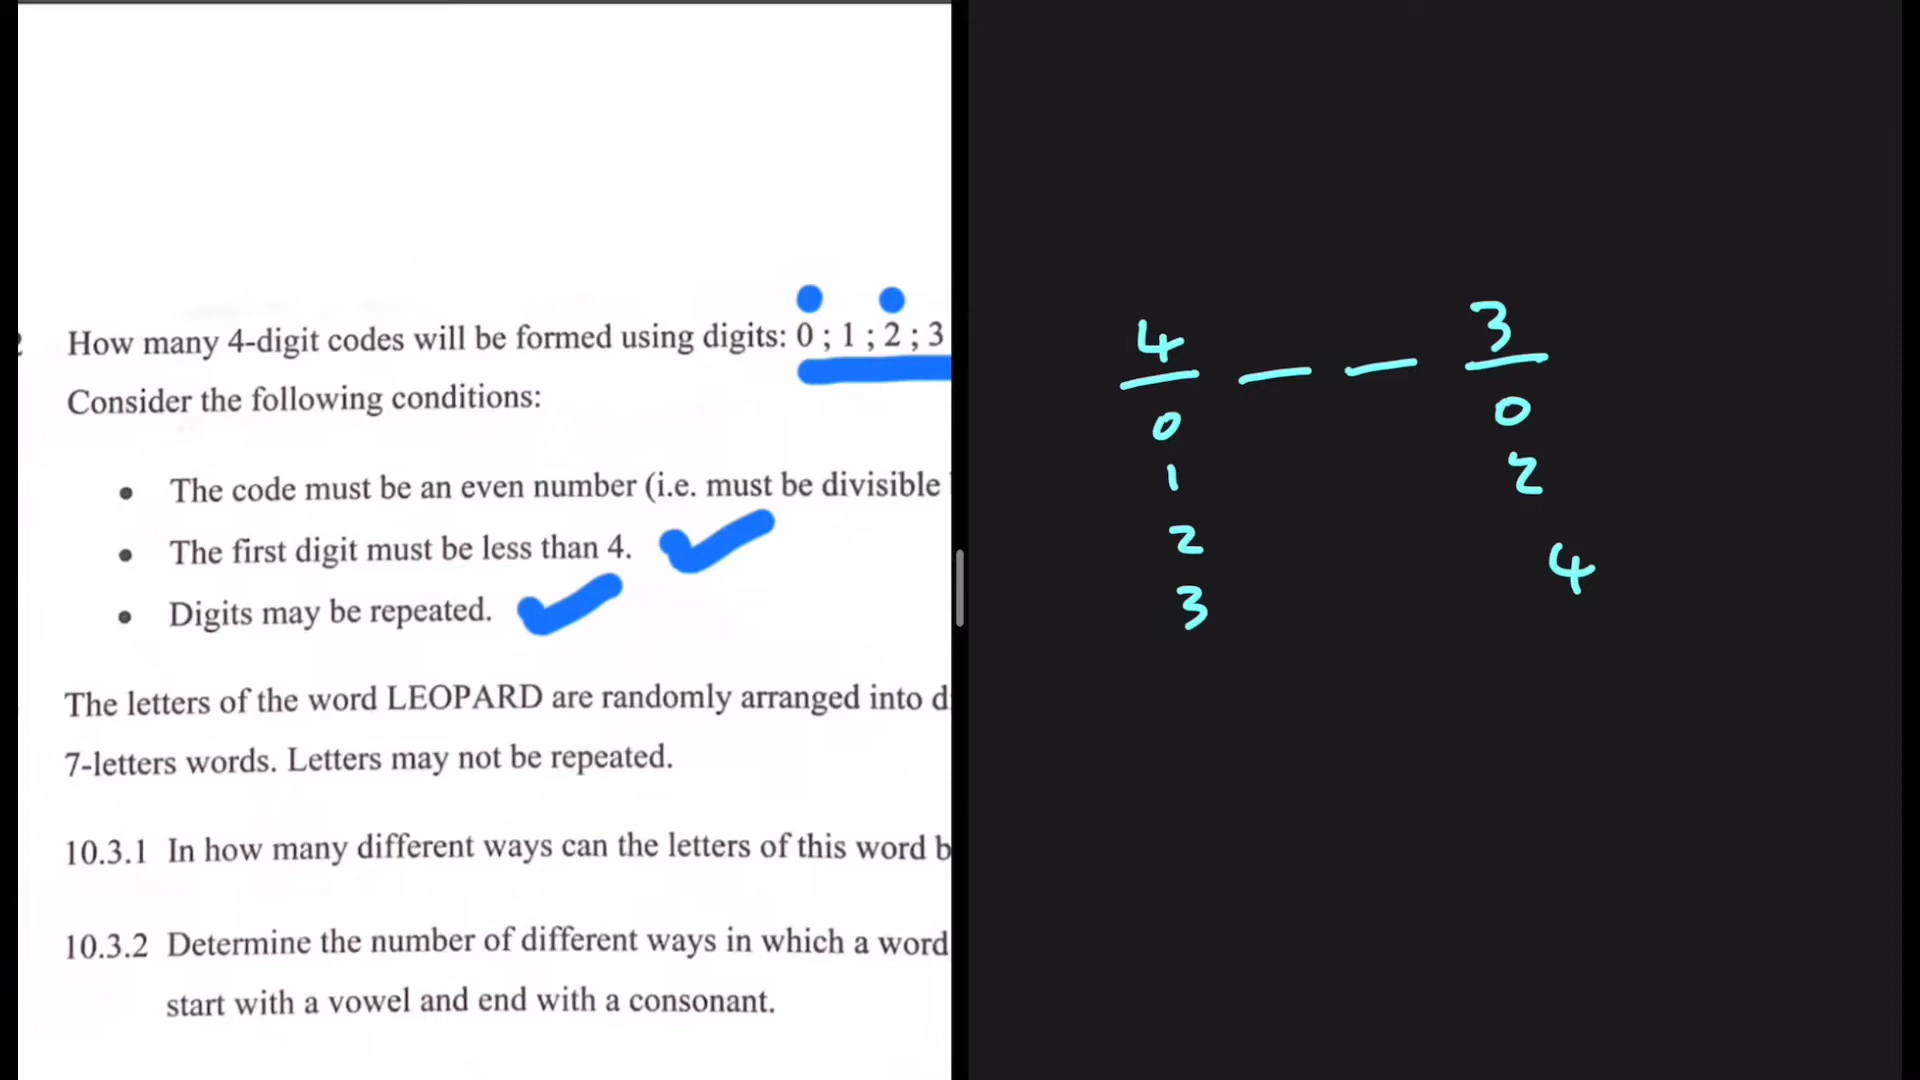 How many 4-digit codes will be formed using digits: 0 ; 1 ; 2 ; 3
Consider the following conditions:
• The code must be an even number (i.e. must be divisible
• The first digit must be less than 4.
• Digits may be repeated.
The letters of the word LEOPARD are randomly arranged into
7-letters words. Letters may not be repeated.
10.3.1 In how many different ways can the letters of this word
10.3.2 Determine the number of different ways in which a word
start with a vowel and end with a consonant.
4 3
0 0
1 2
2 4
3